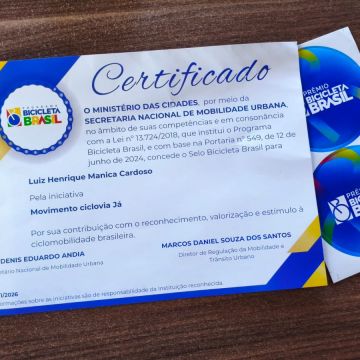 Certificado
PROGRAMA
BICICLETA
BRASIL
O MINISTÉRIO DAS CIDADES, por meio da
SECRETARIA NACIONAL DE MOBILIDADE URBANA,
no âmbito de suas competências e em consonância
com a Lei nº 13.724/2018, que institui o Programa
Bicicleta Brasil, e com base na Portaria nº 549, de 12 de
junho de 2024, concede o Selo Bicicleta Brasil para
Luiz Henrique Manica Cardoso
Pela iniciativa
Movimento ciclovia Já
Por sua contribuição com o reconhecimento, valorização e estímulo à
ciclomobilidade brasileira.
DENIS EDUARDO ANDIA
Nacional de Mobilidade Urbana
MARCOS DANIEL SOUZA DOS SANTOS
Diretor de Regulação da Mobilidade e
Trânsito Urbano
/2026
formações sobre as iniciativas são de responsabilidade da instituição reconhecida.
PRÊMIO
BICICLETA
BRASIL